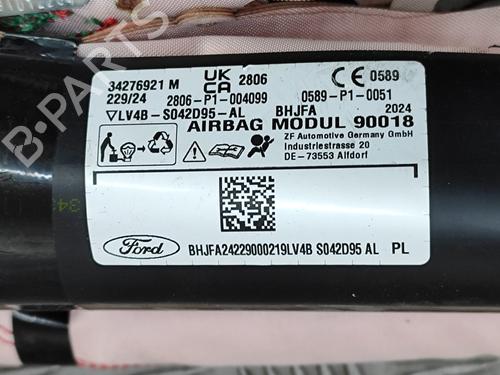 34276921 M UK CA 2806 CE 0589
229/24 2806-P1-004099 0589-P1-0051
▽LV4B-S042D95-AL BHJFA 2024
AIRBAG MODUL 90018
ZF Automotive Germany GmbH
Industriestrasse 20
DE-73553 Alfdorf
Ford BHJFA24229000219LV4B S042D95 AL PL
B-Parts